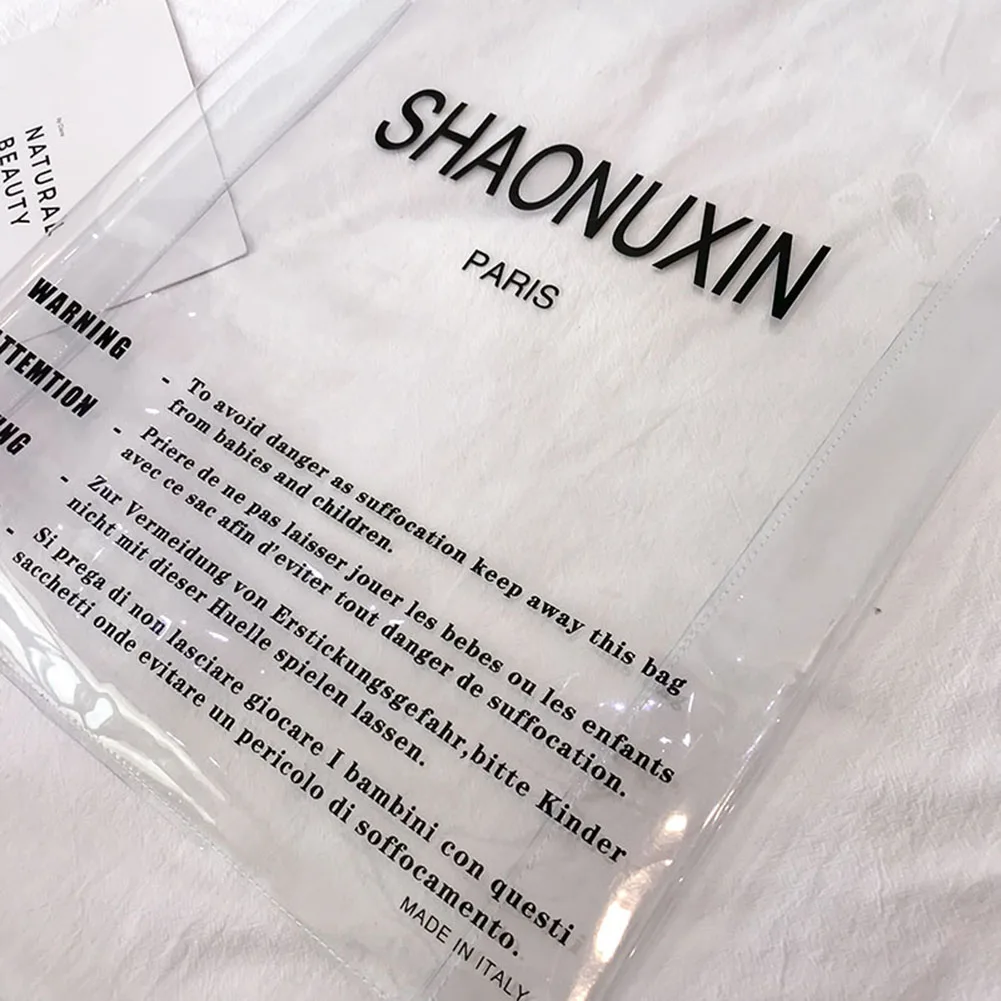 by Claire
NATURAL
BEAUTY
SHAONUXIN
PARIS
WARNING
- To avoid danger as suffocation keep away this bag
from babies and children.
ATTEMTION
- Priere de ne pas laisser jouer les bebes ou les enfants
avec ce sac afin d'eviter tout danger de suffocation.
- Zur Vermeidung von Erstickungsgefahr,bitte Kinder
nicht mit dieser Huelle spielen lassen.
- Si prega di non lasciare giocare I bambini con questi
sacchetti onde evitare un pericolo di soffocamento.
MADE IN ITALY